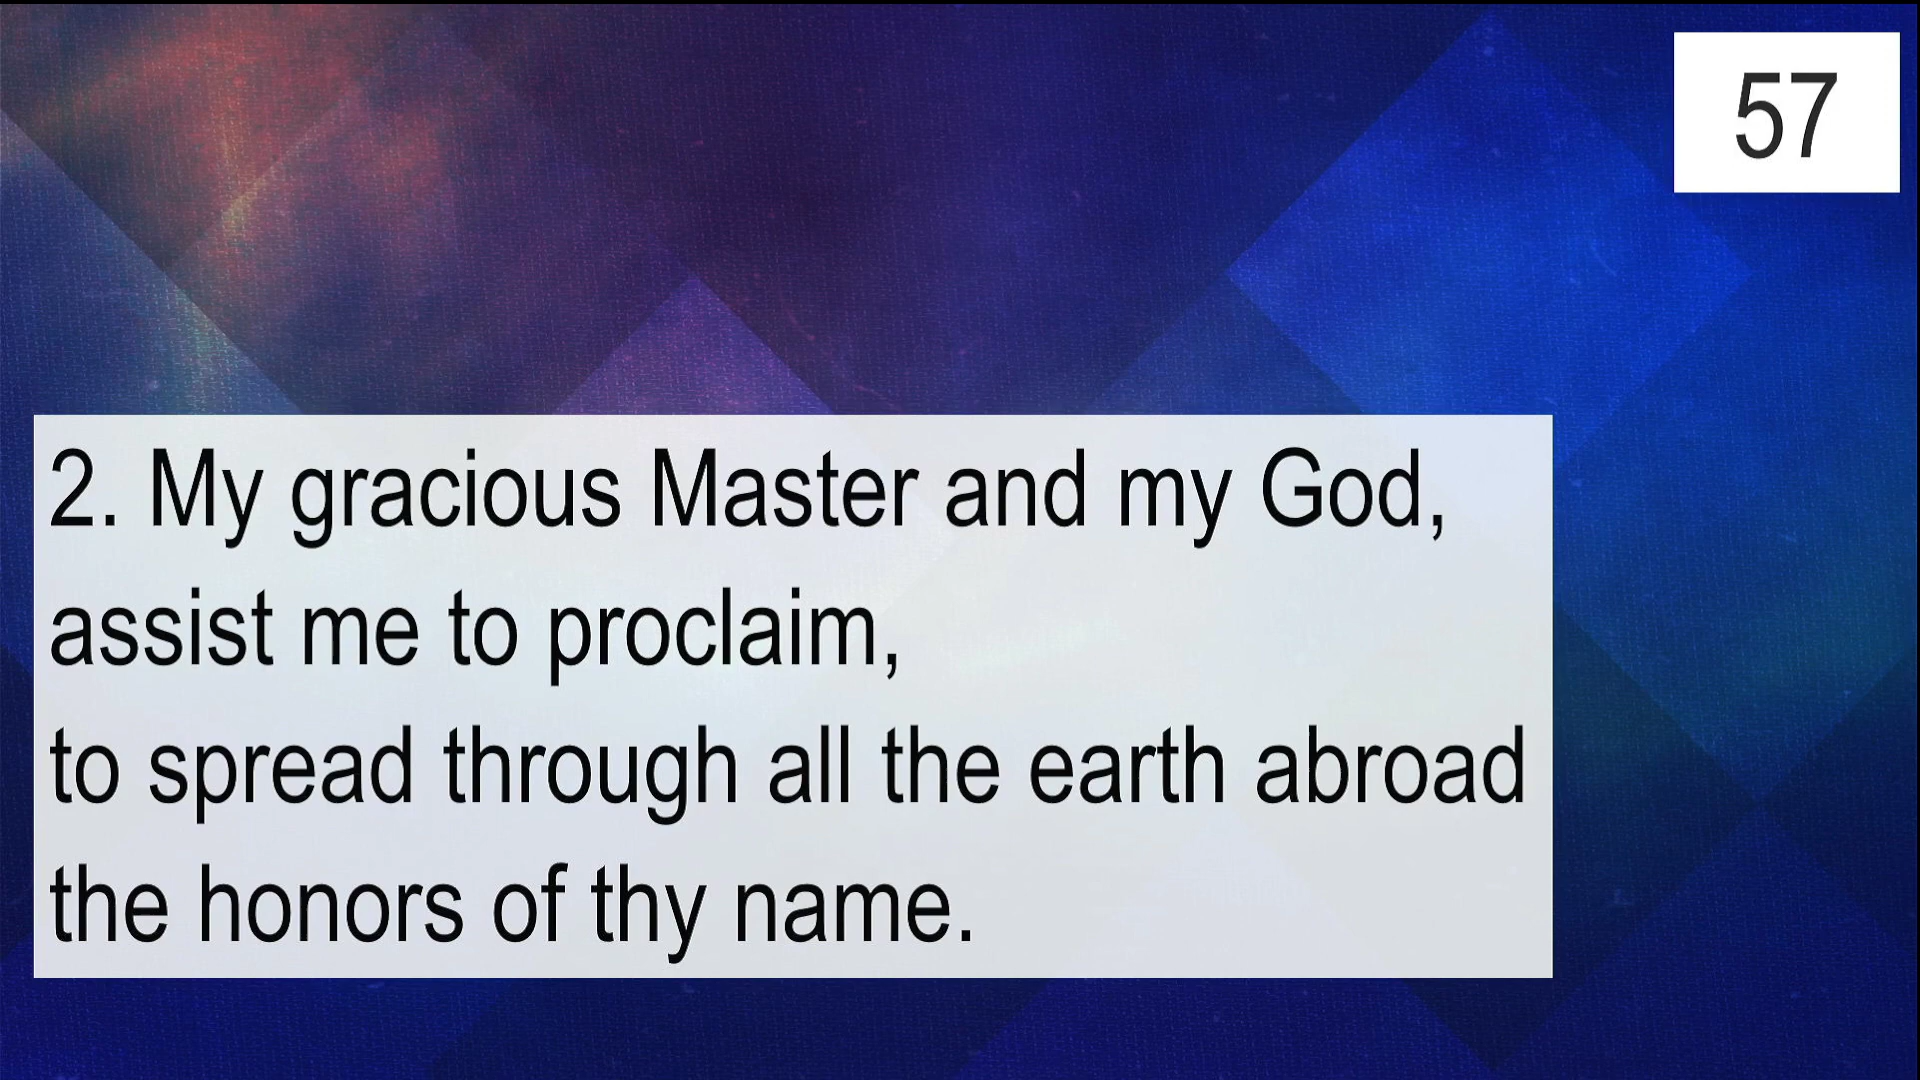 57
2. My gracious Master and my God,
assist me to proclaim,
to spread through all the earth abroad
the honors of thy name.